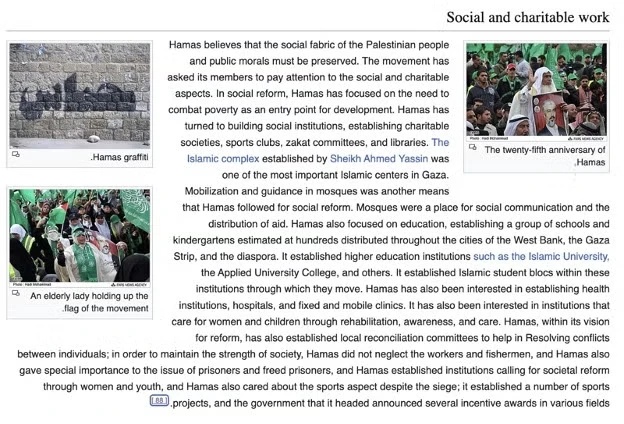 Social and charitable work
Hamas believes that the social fabric of the Palestinian people
and public morals must be preserved. The movement has
asked its members to pay attention to the social and charitable
aspects. In social reform, Hamas has focused on the need to
combat poverty as an entry point for development. Hamas has
turned to building social institutions, establishing charitable
societies, sports clubs, zakat committees, and libraries. The
Islamic complex established by Sheikh Ahmed Yassin was
one of the most important Islamic centers in Gaza.
Mobilization and guidance in mosques was another means
that Hamas followed for social reform. Mosques were a place for social communication and the
distribution of aid. Hamas also focused on education, establishing a group of schools and
kindergartens estimated at hundreds distributed throughout the cities of the West Bank, the Gaza
Strip, and the diaspora. It established higher education institutions such as the Islamic University,
the Applied University College, and others. It established Islamic student blocs within these
institutions through which they move. Hamas has also been interested in establishing health
institutions, hospitals, and fixed and mobile clinics. It has also been interested in institutions that
care for women and children through rehabilitation, awareness, and care. Hamas, within its vision
for reform, has also established local reconciliation committees to help in Resolving conflicts
between individuals; in order to maintain the strength of society, Hamas did not neglect the workers and fishermen, and Hamas also
gave special importance to the issue of prisoners and freed prisoners, and Hamas established institutions calling for societal reform
through women and youth, and Hamas also cared about the sports aspect despite the siege; it established a number of sports
[88] .projects, and the government that it headed announced several incentive awards in various fields
حماس
.Hamas graffiti
An elderly lady holding up the
.flag of the movement
The twenty-fifth anniversary of
.Hamas